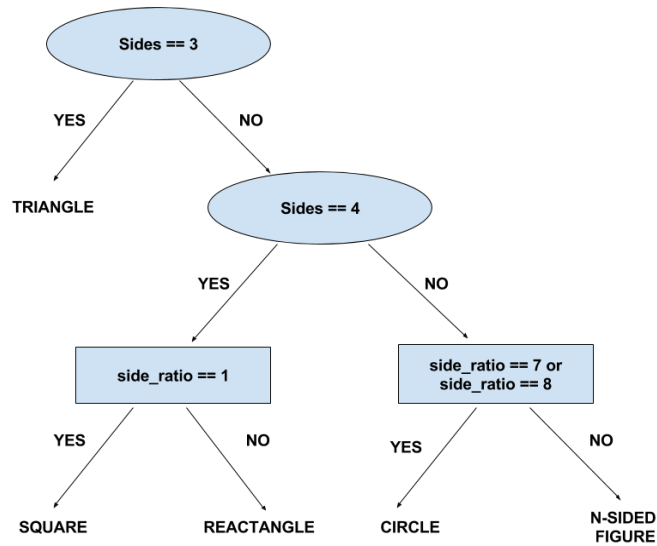 Sides == 3
YES
NO
TRIANGLE
Sides == 4
YES
NO
side_ratio == 1
side_ratio == 7 or
side_ratio == 8
YES
NO
YES
NO
SQUARE
REACTANGLE
CIRCLE
N-SIDED
FIGURE